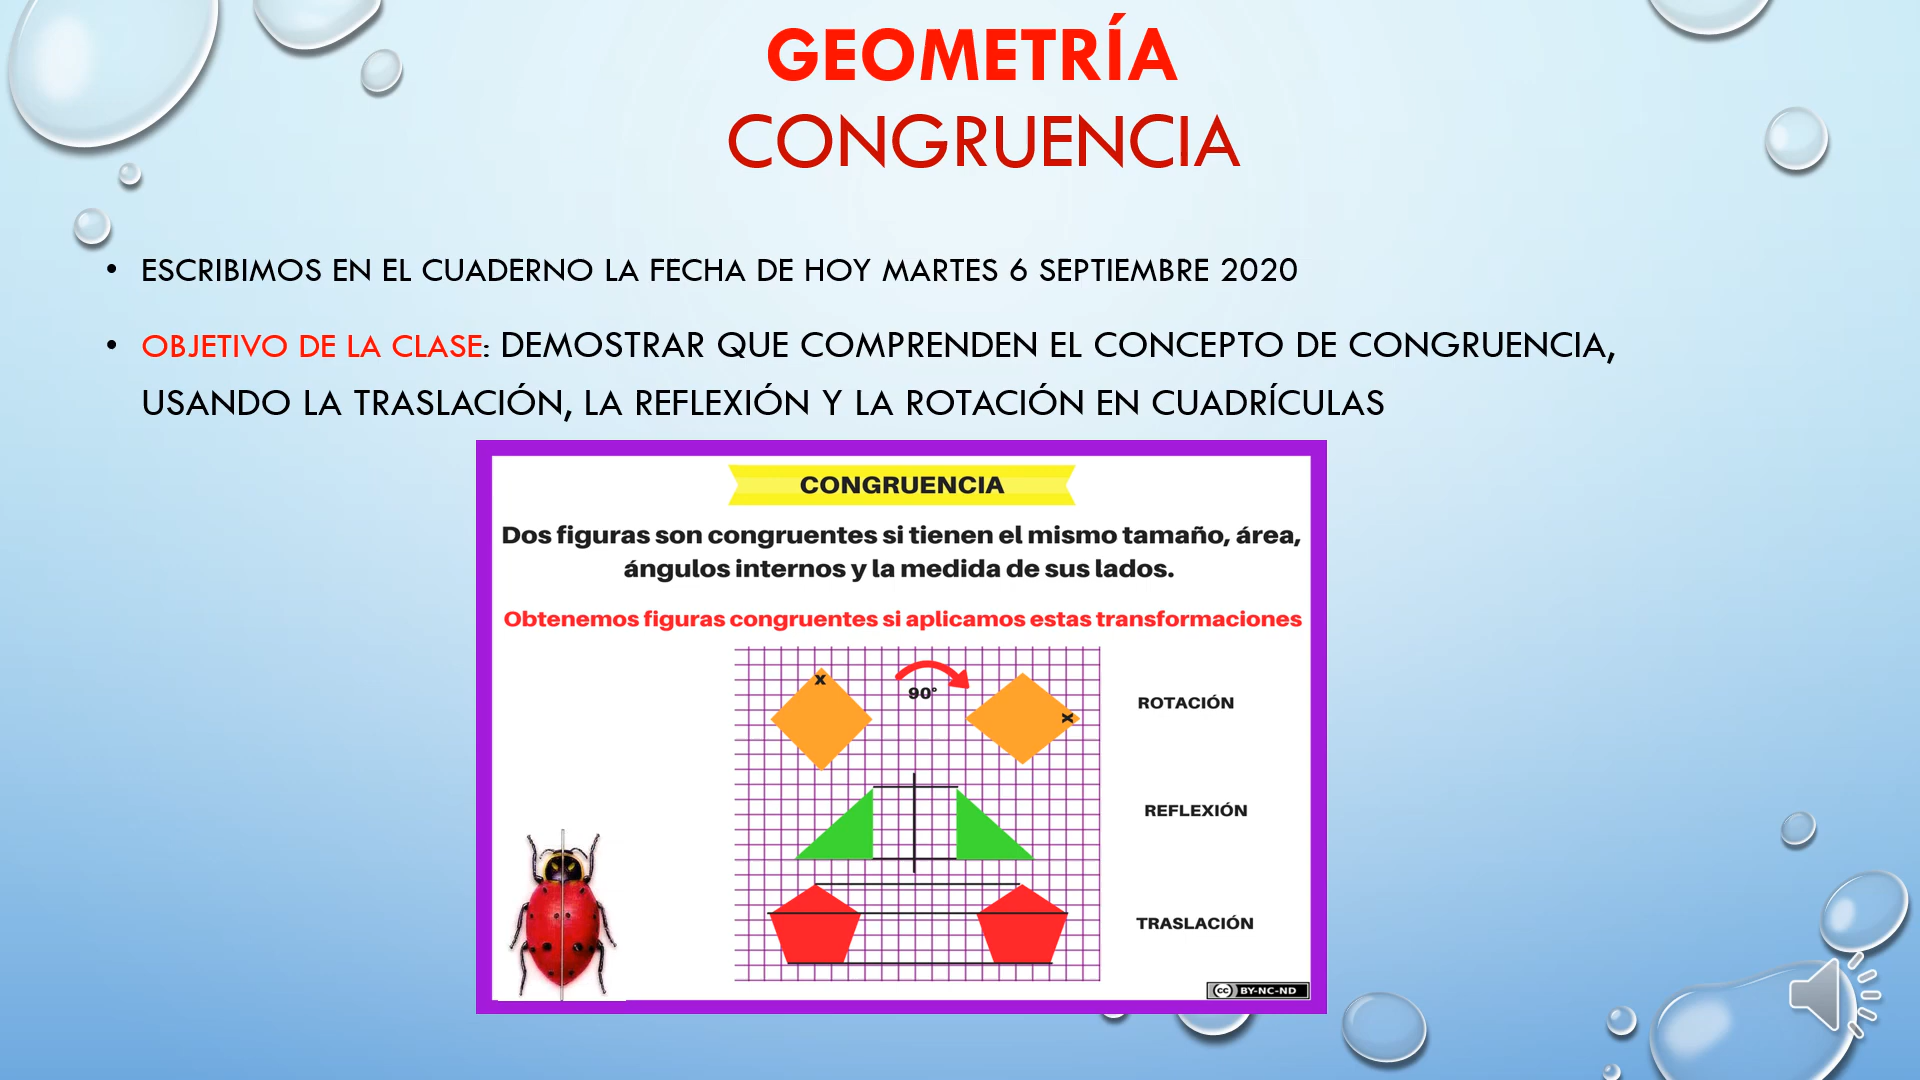 GEOMETRÍA
CONGRUENCIA
• ESCRIBIMOS EN EL CUADERNO LA FECHA DE HOY MARTES 6 SEPTIEMBRE 2020
• OBJETIVO DE LA CLASE: DEMOSTRAR QUE COMPRENDEN EL CONCEPTO DE CONGRUENCIA,
USANDO LA TRASLACIÓN, LA REFLEXIÓN Y LA ROTACIÓN EN CUADRÍCULAS
CONGRUENCIA
Dos figuras son congruentes si tienen el mismo tamaño, área,
ángulos internos y la medida de sus lados.
Obtenemos figuras congruentes si aplicamos estas transformaciones
x
90°
x
ROTACIÓN
REFLEXIÓN
TRASLACIÓN
cc BY-NC-ND